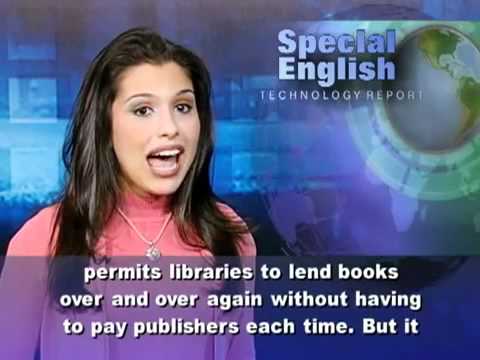 Special
English
TECHNOLOGY REPORT
permits libraries to lend books
over and over again without having
to pay publishers each time. But it